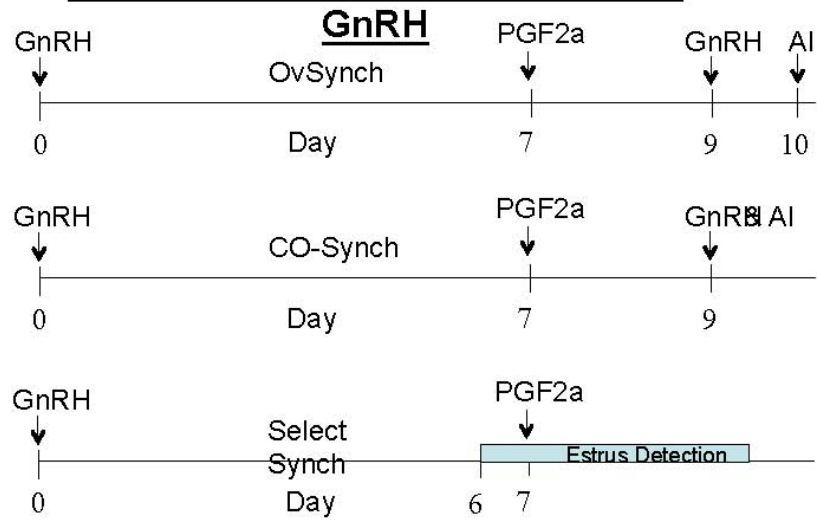 GnRH
GnRH PGF2a GnRH AI
OvSynch
0 Day 7 9 10
GnRH PGF2a GnRH & AI
CO-Synch
0 Day 7 9
GnRH PGF2a
Select
Synch Estrus Detection
0 Day 6 7